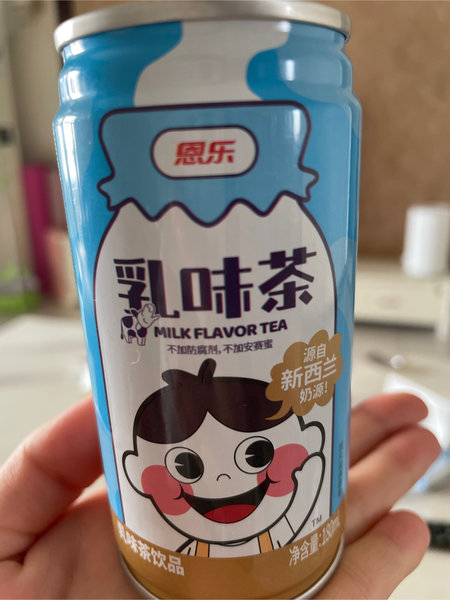 恩乐
乳味茶
MILK FLAVOR TEA
不加防腐剂,不加安赛蜜
源自
新西兰
奶源!
TM
乳味茶饮品
净含量:180mL